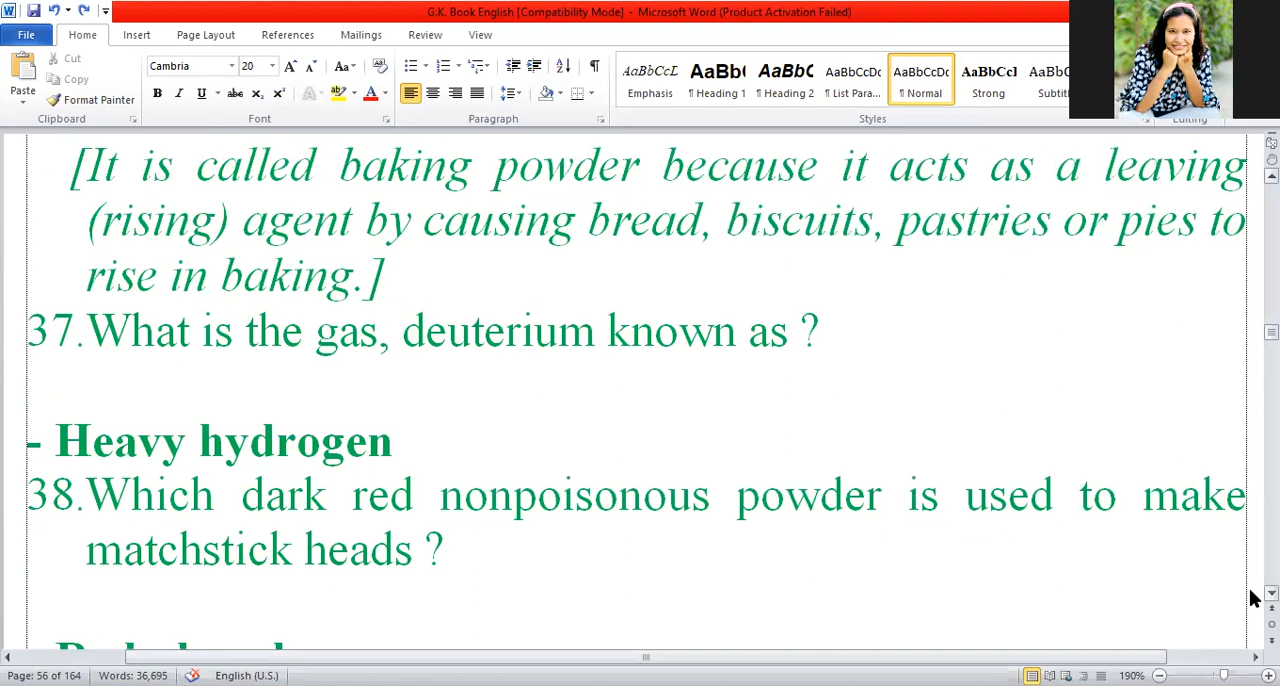 G.K. Book English [Compatibility Mode] - Microsoft Word (Product Activation Failed)
File Home Insert Page Layout References Mailings Review View
Paste
Cut
Copy
Format Painter
Clipboard
Cambria 20
Font
Paragraph
AaBbCcL AaBb( AaBbC AaBbCcDc AaBbCcDc AaBbCcI AaBb
Emphasis ¶ Heading 1 ¶ Heading 2 ¶ List Para... ¶ Normal Strong Subtit
Styles
[It is called baking powder because it acts as a leaving
(rising) agent by causing bread, biscuits, pastries or pies to
rise in baking.]
37.What is the gas, deuterium known as ?
- Heavy hydrogen
38.Which dark red nonpoisonous powder is used to make
matchstick heads ?
Page: 56 of 164 Words: 36,695 English (U.S.) 190%